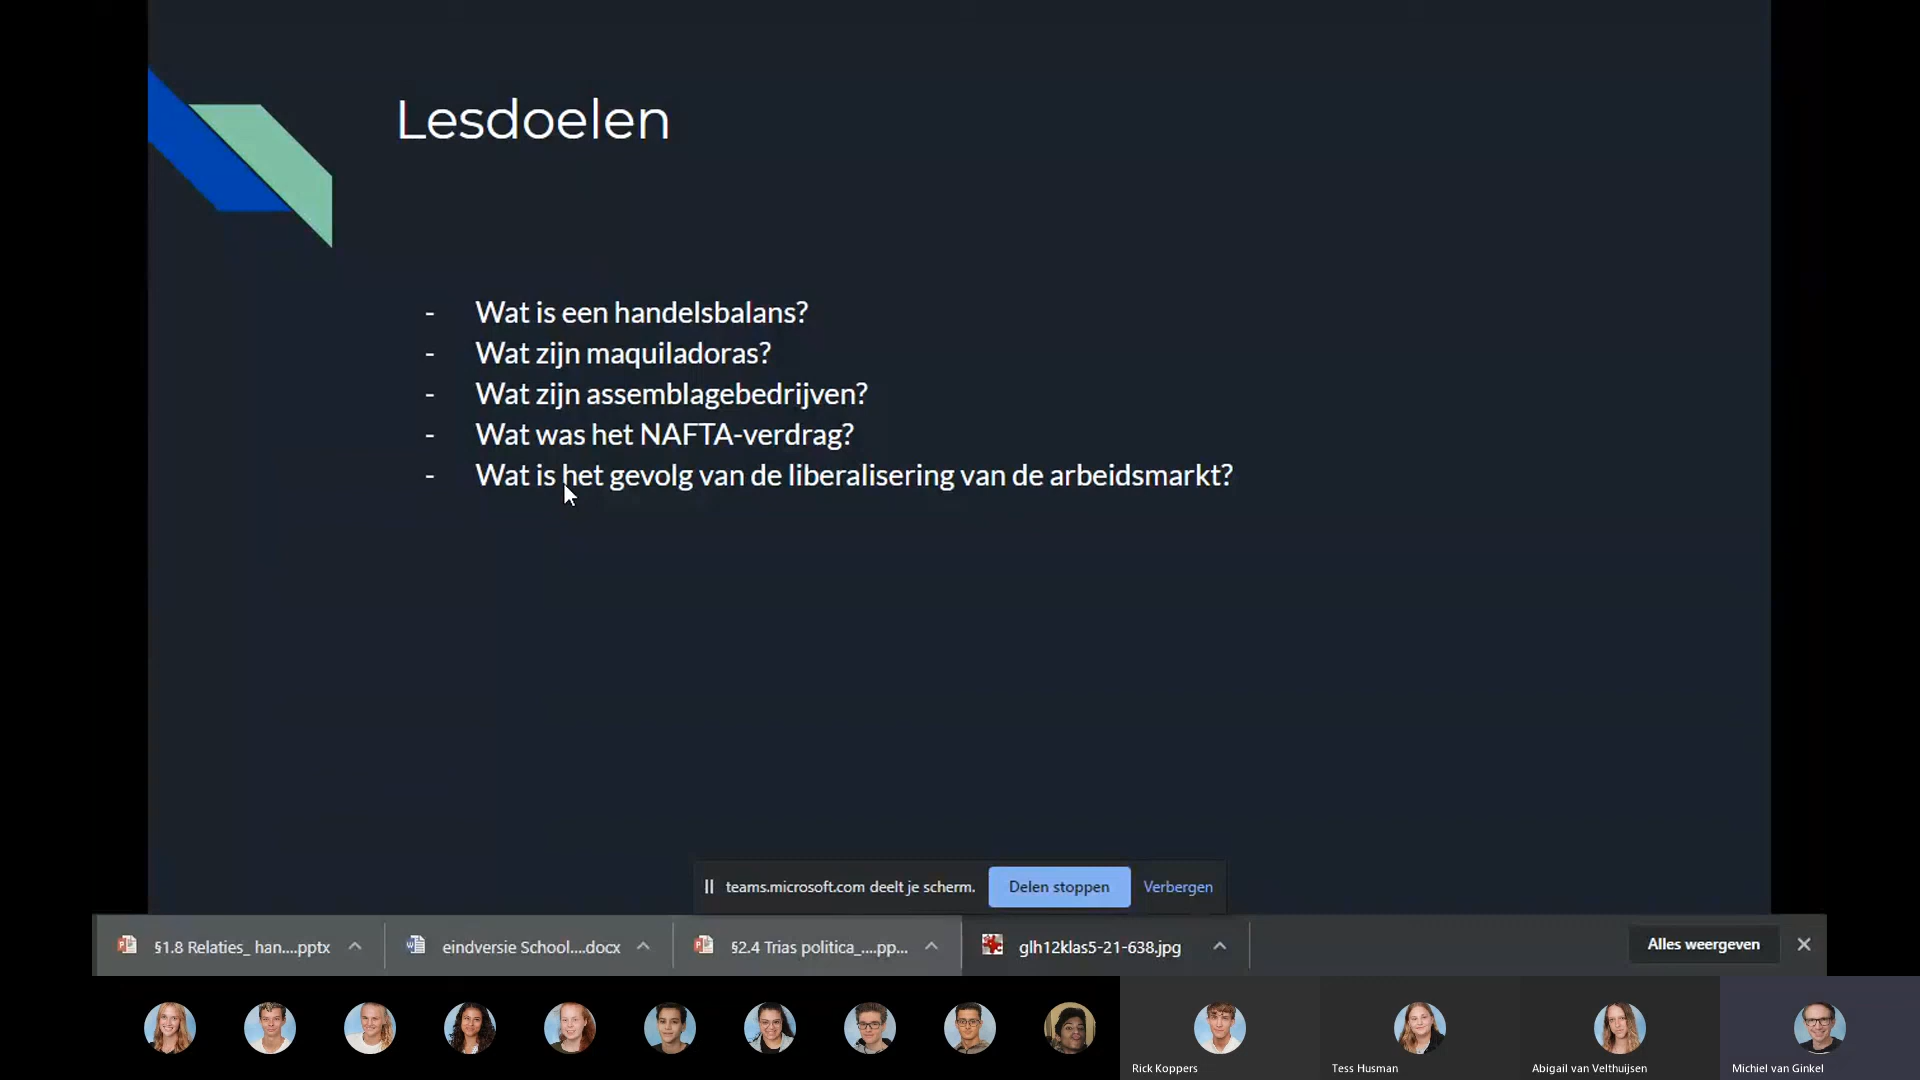 Lesdoelen
- Wat is een handelsbalans?
- Wat zijn maquiladoras?
- Wat zijn assemblagebedrijven?
- Wat was het NAFTA-verdrag?
- Wat is het gevolg van de liberalisering van de arbeidsmarkt?
teams.microsoft.com deelt je scherm. Delen stoppen Verbergen
§1.8 Relaties_ han....pptx eindversie School....docx §2.4 Trias politica_....pp... glh12klas5-21-638.jpg Alles weergeven
Rick Koppers Tess Husman Abigail van Velthuijsen Michiel van Ginkel